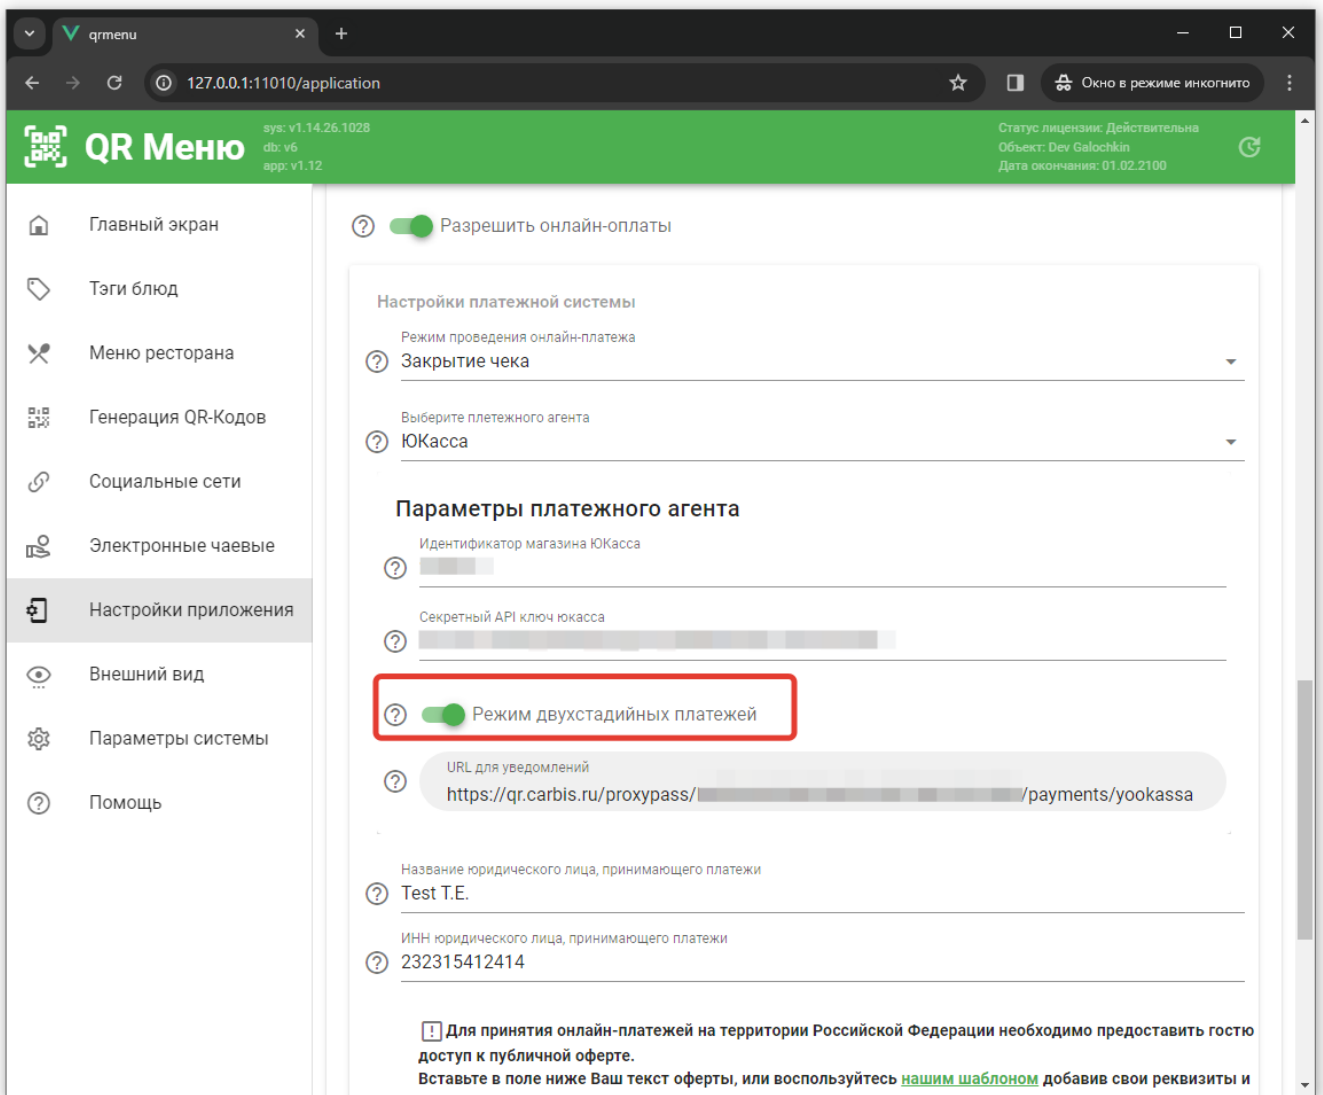 qrmenu
127.0.0.1:11010/application
Окно в режиме инкогнито
QR Меню
sys: v1.14.26.1028
db: v6
app: v1.12
Статус лицензии: Действительна
Объект: Dev Galochkin
Дата окончания: 01.02.2100
Главный экран
Тэги блюд
Меню ресторана
Генерация QR-Кодов
Социальные сети
Электронные чаевые
Настройки приложения
Внешний вид
Параметры системы
Помощь
Разрешить онлайн-оплаты
Настройки платежной системы
Режим проведения онлайн-платежа
Закрытие чека
Выберите плетежного агента
ЮКасса
Параметры платежного агента
Идентификатор магазина ЮКасса
Секретный API ключ юкасса
Режим двухстадийных платежей
URL для уведомлений
https://qr.carbis.ru/proxypass/ /payments/yookassa
Название юридического лица, принимающего платежи
Test T.E.
ИНН юридического лица, принимающего платежи
232315412414
Для принятия онлайн-платежей на территории Российской Федерации необходимо предоставить гостю
доступ к публичной оферте.
Вставьте в поле ниже Ваш текст оферты, или воспользуйтесь нашим шаблоном добавив свои реквизиты и